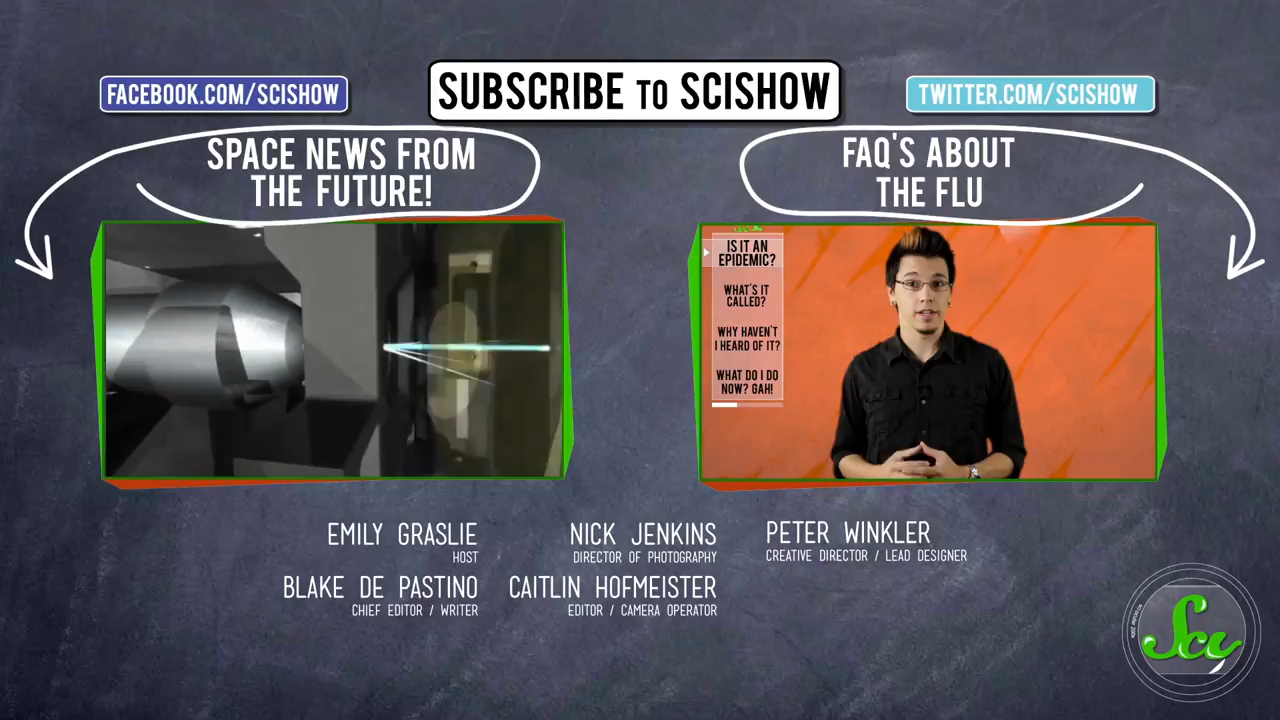 FACEBOOK.COM/SCISHOW
SUBSCRIBE TO SCISHOW
TWITTER.COM/SCISHOW
SPACE NEWS FROM
THE FUTURE!
FAQ'S ABOUT
THE FLU
IS IT AN
EPIDEMIC?
WHAT'S IT
CALLED?
WHY HAVEN'T
I HEARD OF IT?
WHAT DO I DO
NOW? GAH!
EMILY GRASLIE
HOST
NICK JENKINS
DIRECTOR OF PHOTOGRAPHY
PETER WINKLER
CREATIVE DIRECTOR / LEAD DESIGNER
BLAKE DE PASTINO
CHIEF EDITOR / WRITER
CAITLIN HOFMEISTER
EDITOR / CAMERA OPERATOR
Sci